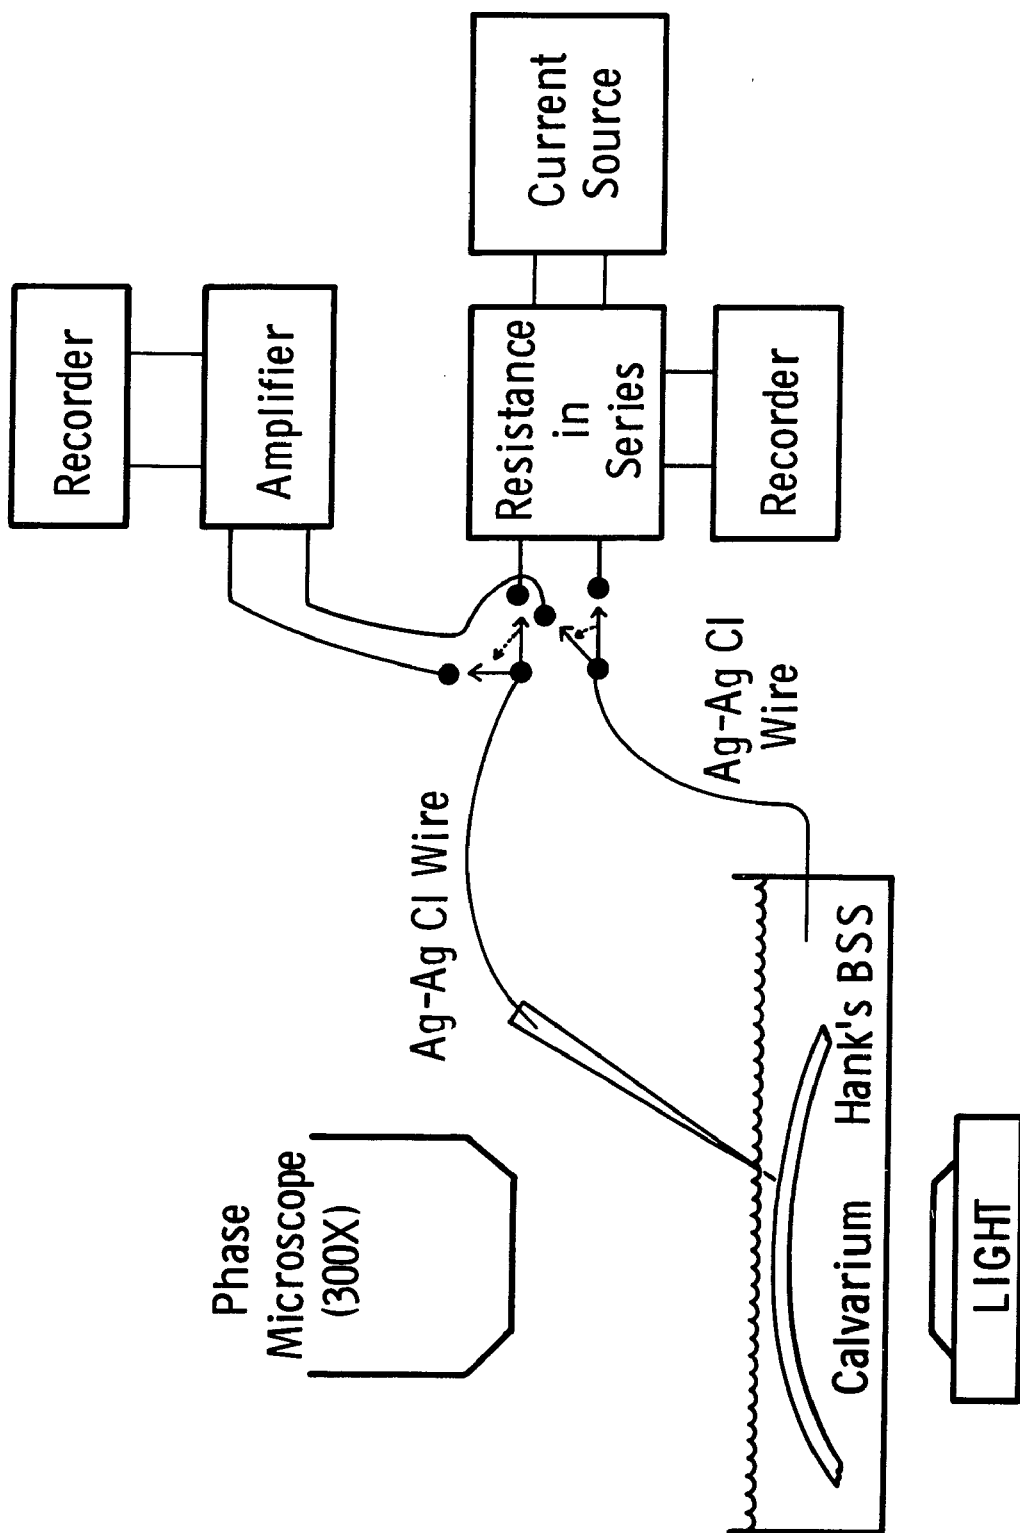 Phase
Microscope
(300X)
Ag-Ag Cl Wire
Recorder
Amplifier
Resistance
in
Series
Current
Source
Recorder
Ag-Ag Cl
Wire
Calvarium
Hank's BSS
LIGHT